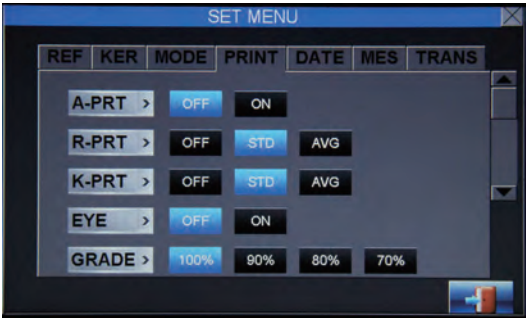 SET MENU
REF KER MODE PRINT DATE MES TRANS
A-PRT > OFF ON
R-PRT > OFF STD AVG
K-PRT > OFF STD AVG
EYE > OFF ON
GRADE > 100% 90% 80% 70%